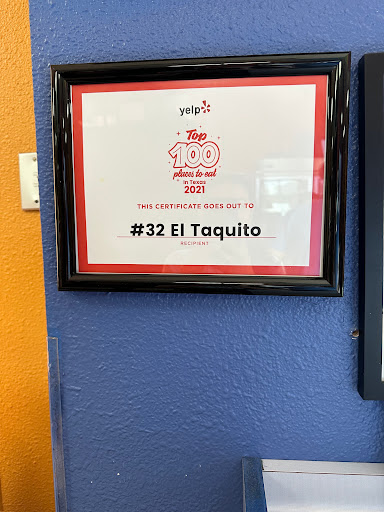 yelp
Top
100
places to eat
in Texas
2021
THIS CERTIFICATE GOES OUT TO
#32 El Taquito
RECIPIENT